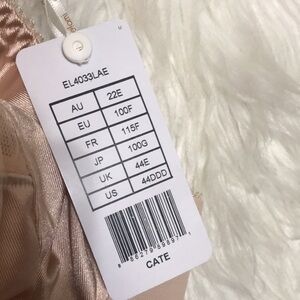 EL4033LAE
AU 22E
EU 100F
FR 115F
JP 100G
UK 44E
US 44DDD
CATE